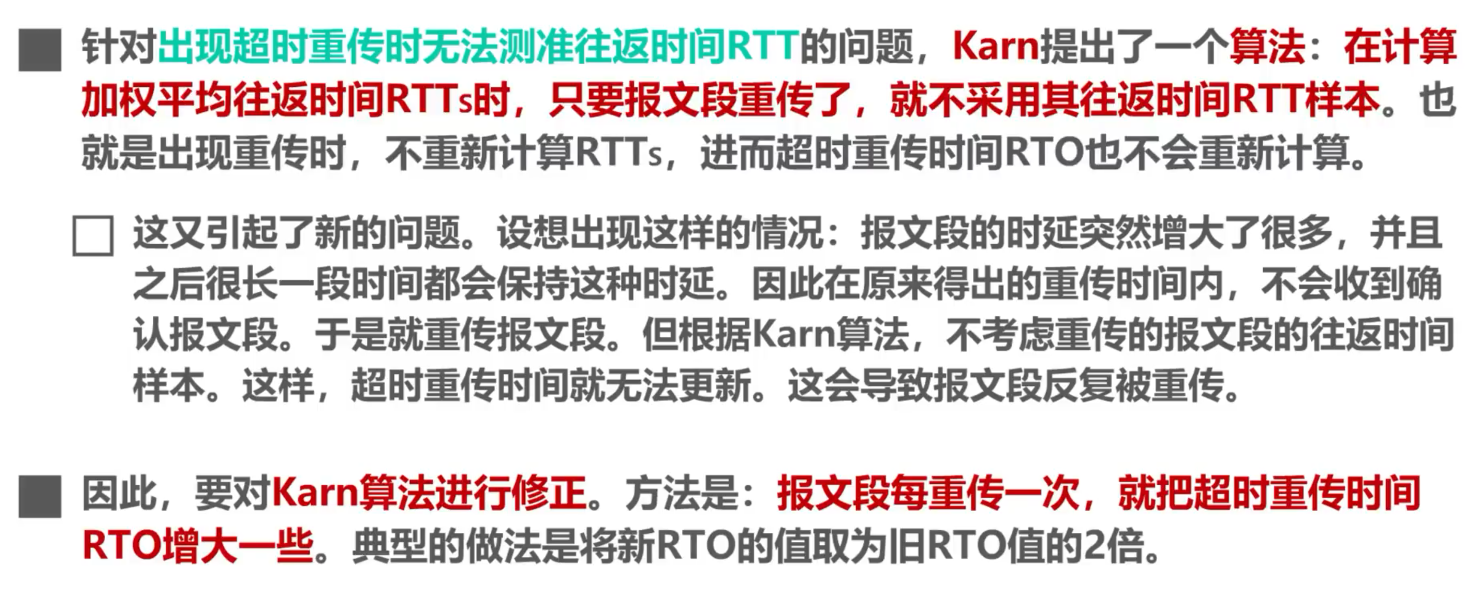 针对出现超时重传时无法测准往返时间RTT的问题，Karn提出了一个算法：在计算
加权平均往返时间RTTs时，只要报文段重传了，就不采用其往返时间RTT样本。也
就是出现重传时，不重新计算RTTs，进而超时重传时间RTO也不会重新计算。
这又引起了新的问题。设想出现这样的情况：报文段的时延突然增大了很多，并且
之后很长一段时间都会保持这种时延。因此在原来得出的重传时间内，不会收到确
认报文段。于是就重传报文段。但根据Karn算法，不考虑重传的报文段的往返时间
样本。这样，超时重传时间就无法更新。这会导致报文段反复被重传。
因此，要对Karn算法进行修正。方法是：报文段每重传一次，就把超时重传时间
RTO增大一些。典型的做法是将新RTO的值取为旧RTO值的2倍。